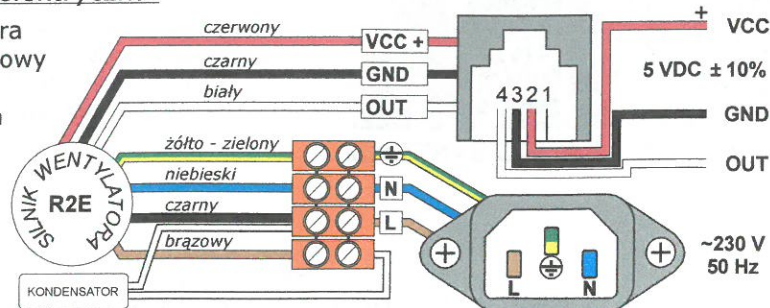 ra
owy
czerwony
VCC +
czarny
GND
biały
OUT
4321
+
VCC
5 VDC ± 10%
GND
OUT
SILNIK WENTYLATORA
R2E
żółto - zielony
niebieski
N
czarny
L
brązowy
KONDENSATOR
L
N
~230 V
50 Hz